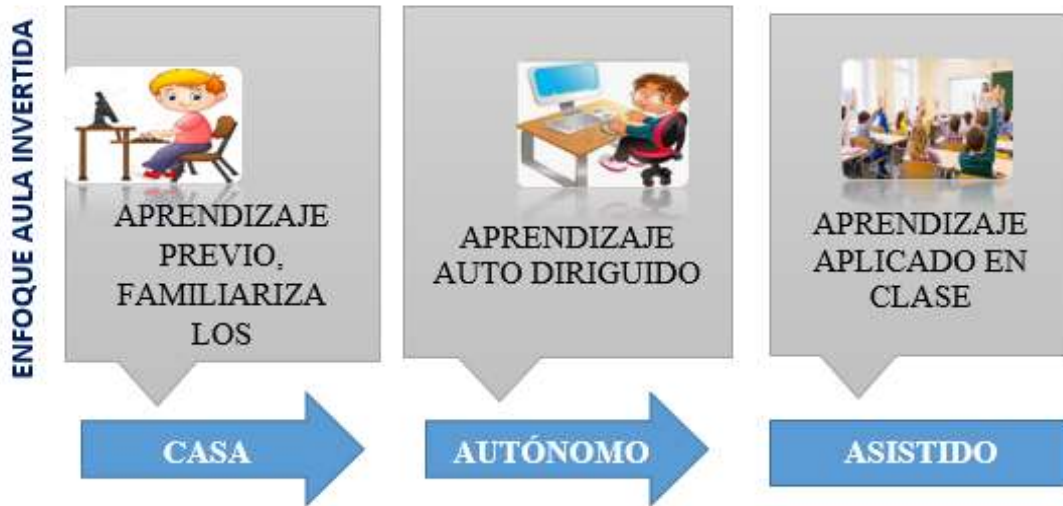 ENFOQUE AULA INVERTIDA
APRENDIZAJE
PREVIO,
FAMILIARIZA
LOS
APRENDIZAJE
AUTO DIRIGUIDO
APRENDIZAJE
APLICADO EN
CLASE
CASA
AUTÓNOMO
ASISTIDO